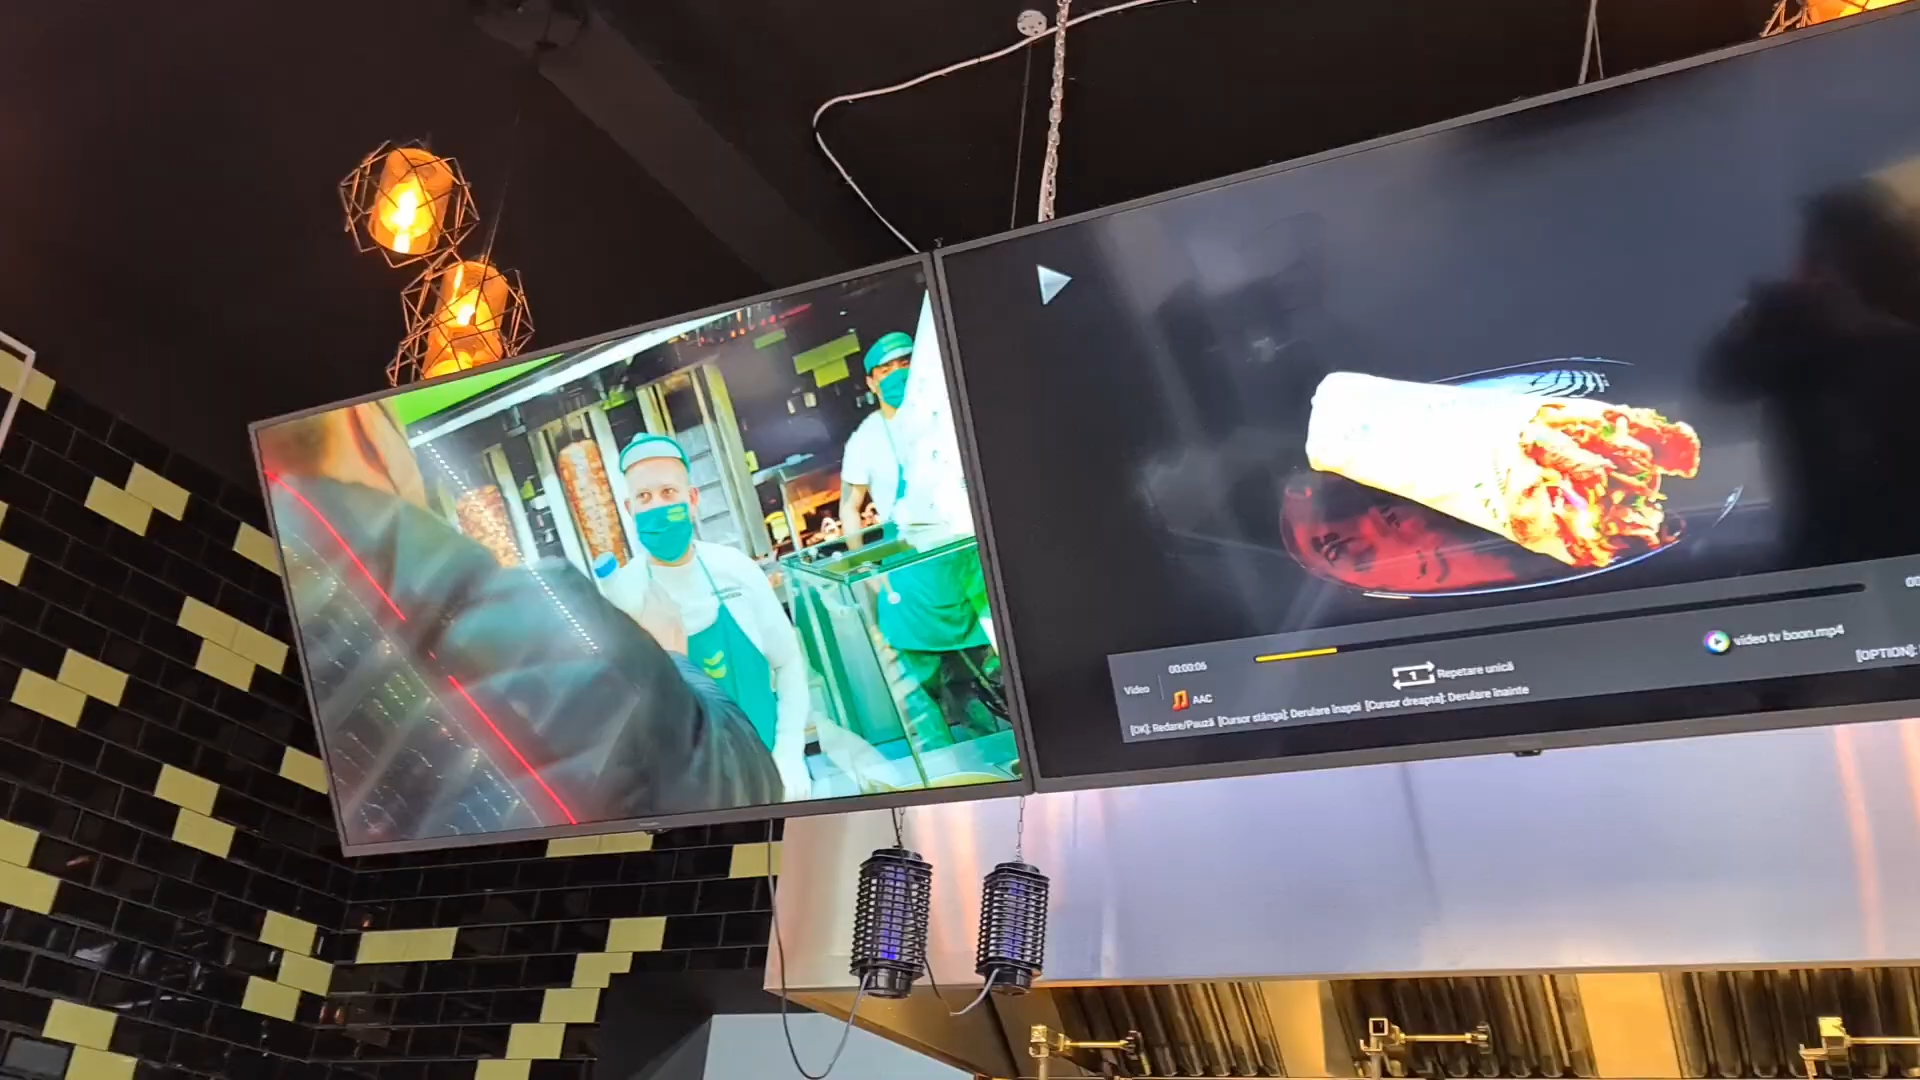 00:00:06
Video
AAC
1
Repetare unică
video tv boon.mp4
[OPTION]:
[OK]: Redare/Pauză [Cursor stânga]: Derulare înapoi [Cursor dreapta]: Derulare înainte